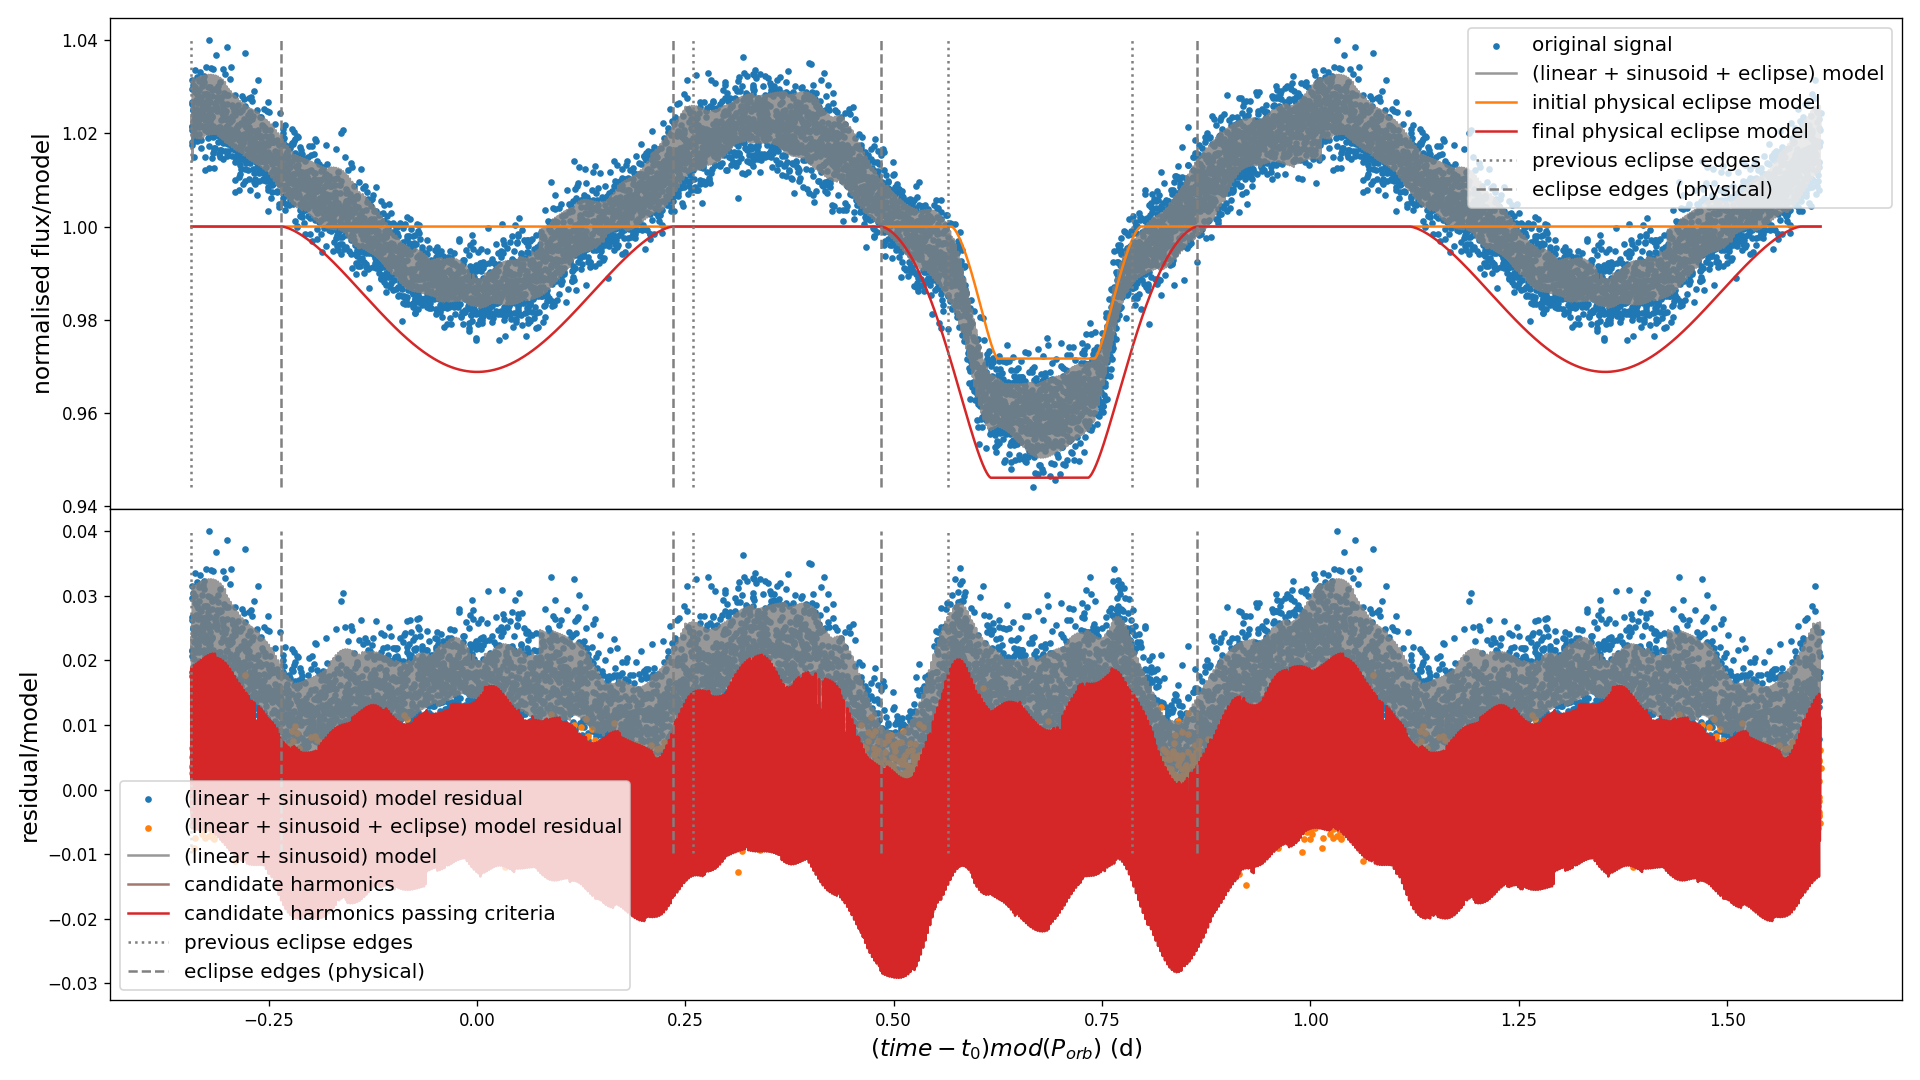 normalised flux/model
1.04
1.02
1.00
0.98
0.96
0.94
original signal
(linear + sinusoid + eclipse) model
initial physical eclipse model
final physical eclipse model
previous eclipse edges
eclipse edges (physical)
residual/model
0.04
0.03
0.02
0.01
0.00
−0.01
−0.02
−0.03
(linear + sinusoid) model residual
(linear + sinusoid + eclipse) model residual
(linear + sinusoid) model
candidate harmonics
candidate harmonics passing criteria
previous eclipse edges
eclipse edges (physical)
−0.25 0.00 0.25 0.50 0.75 1.00 1.25 1.50
(time − t₀)mod(P_orb) (d)